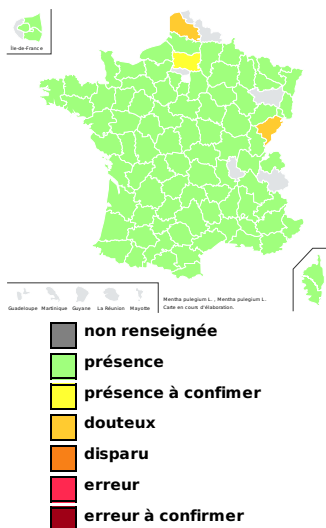 Île-de-France
Guadeloupe Martinique Guyane La Réunion Mayotte
Mentha pulegium L. , Mentha pulegium L.
Carte en cours d'élaboration.
non renseignée
présence
présence à confimer
douteux
disparu
erreur
erreur à confirmer